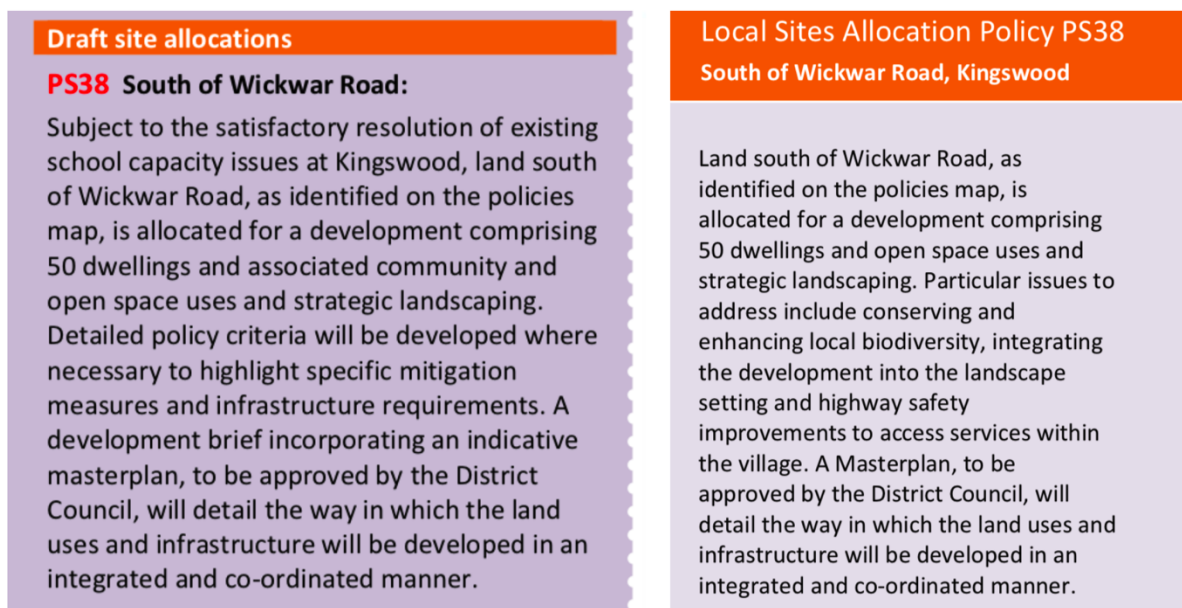 Draft site allocations
PS38 South of Wickwar Road:
Subject to the satisfactory resolution of existing
school capacity issues at Kingswood, land south
of Wickwar Road, as identified on the policies
map, is allocated for a development comprising
50 dwellings and associated community and
open space uses and strategic landscaping.
Detailed policy criteria will be developed where
necessary to highlight specific mitigation
measures and infrastructure requirements. A
development brief incorporating an indicative
masterplan, to be approved by the District
Council, will detail the way in which the land
uses and infrastructure will be developed in an
integrated and co-ordinated manner.
Local Sites Allocation Policy PS38
South of Wickwar Road, Kingswood
Land south of Wickwar Road, as
identified on the policies map, is
allocated for a development comprising
50 dwellings and open space uses and
strategic landscaping. Particular issues to
address include conserving and
enhancing local biodiversity, integrating
the development into the landscape
setting and highway safety
improvements to access services within
the village. A Masterplan, to be
approved by the District Council, will
detail the way in which the land uses and
infrastructure will be developed in an
integrated and co-ordinated manner.